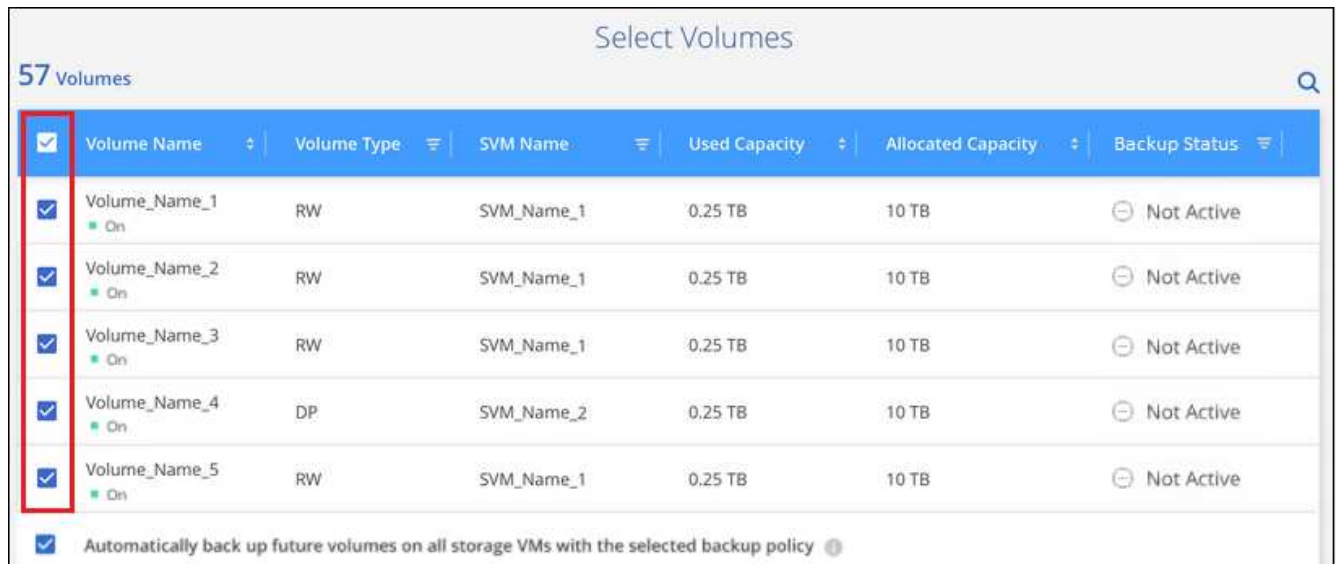 Select Volumes
57 Volumes
Volume Name Volume Type SVM Name Used Capacity Allocated Capacity Backup Status
Volume_Name_1
On
RW SVM_Name_1 0.25 TB 10 TB Not Active
Volume_Name_2
On
RW SVM_Name_1 0.25 TB 10 TB Not Active
Volume_Name_3
On
RW SVM_Name_1 0.25 TB 10 TB Not Active
Volume_Name_4
On
DP SVM_Name_2 0.25 TB 10 TB Not Active
Volume_Name_5
On
RW SVM_Name_1 0.25 TB 10 TB Not Active
Automatically back up future volumes on all storage VMs with the selected backup policy